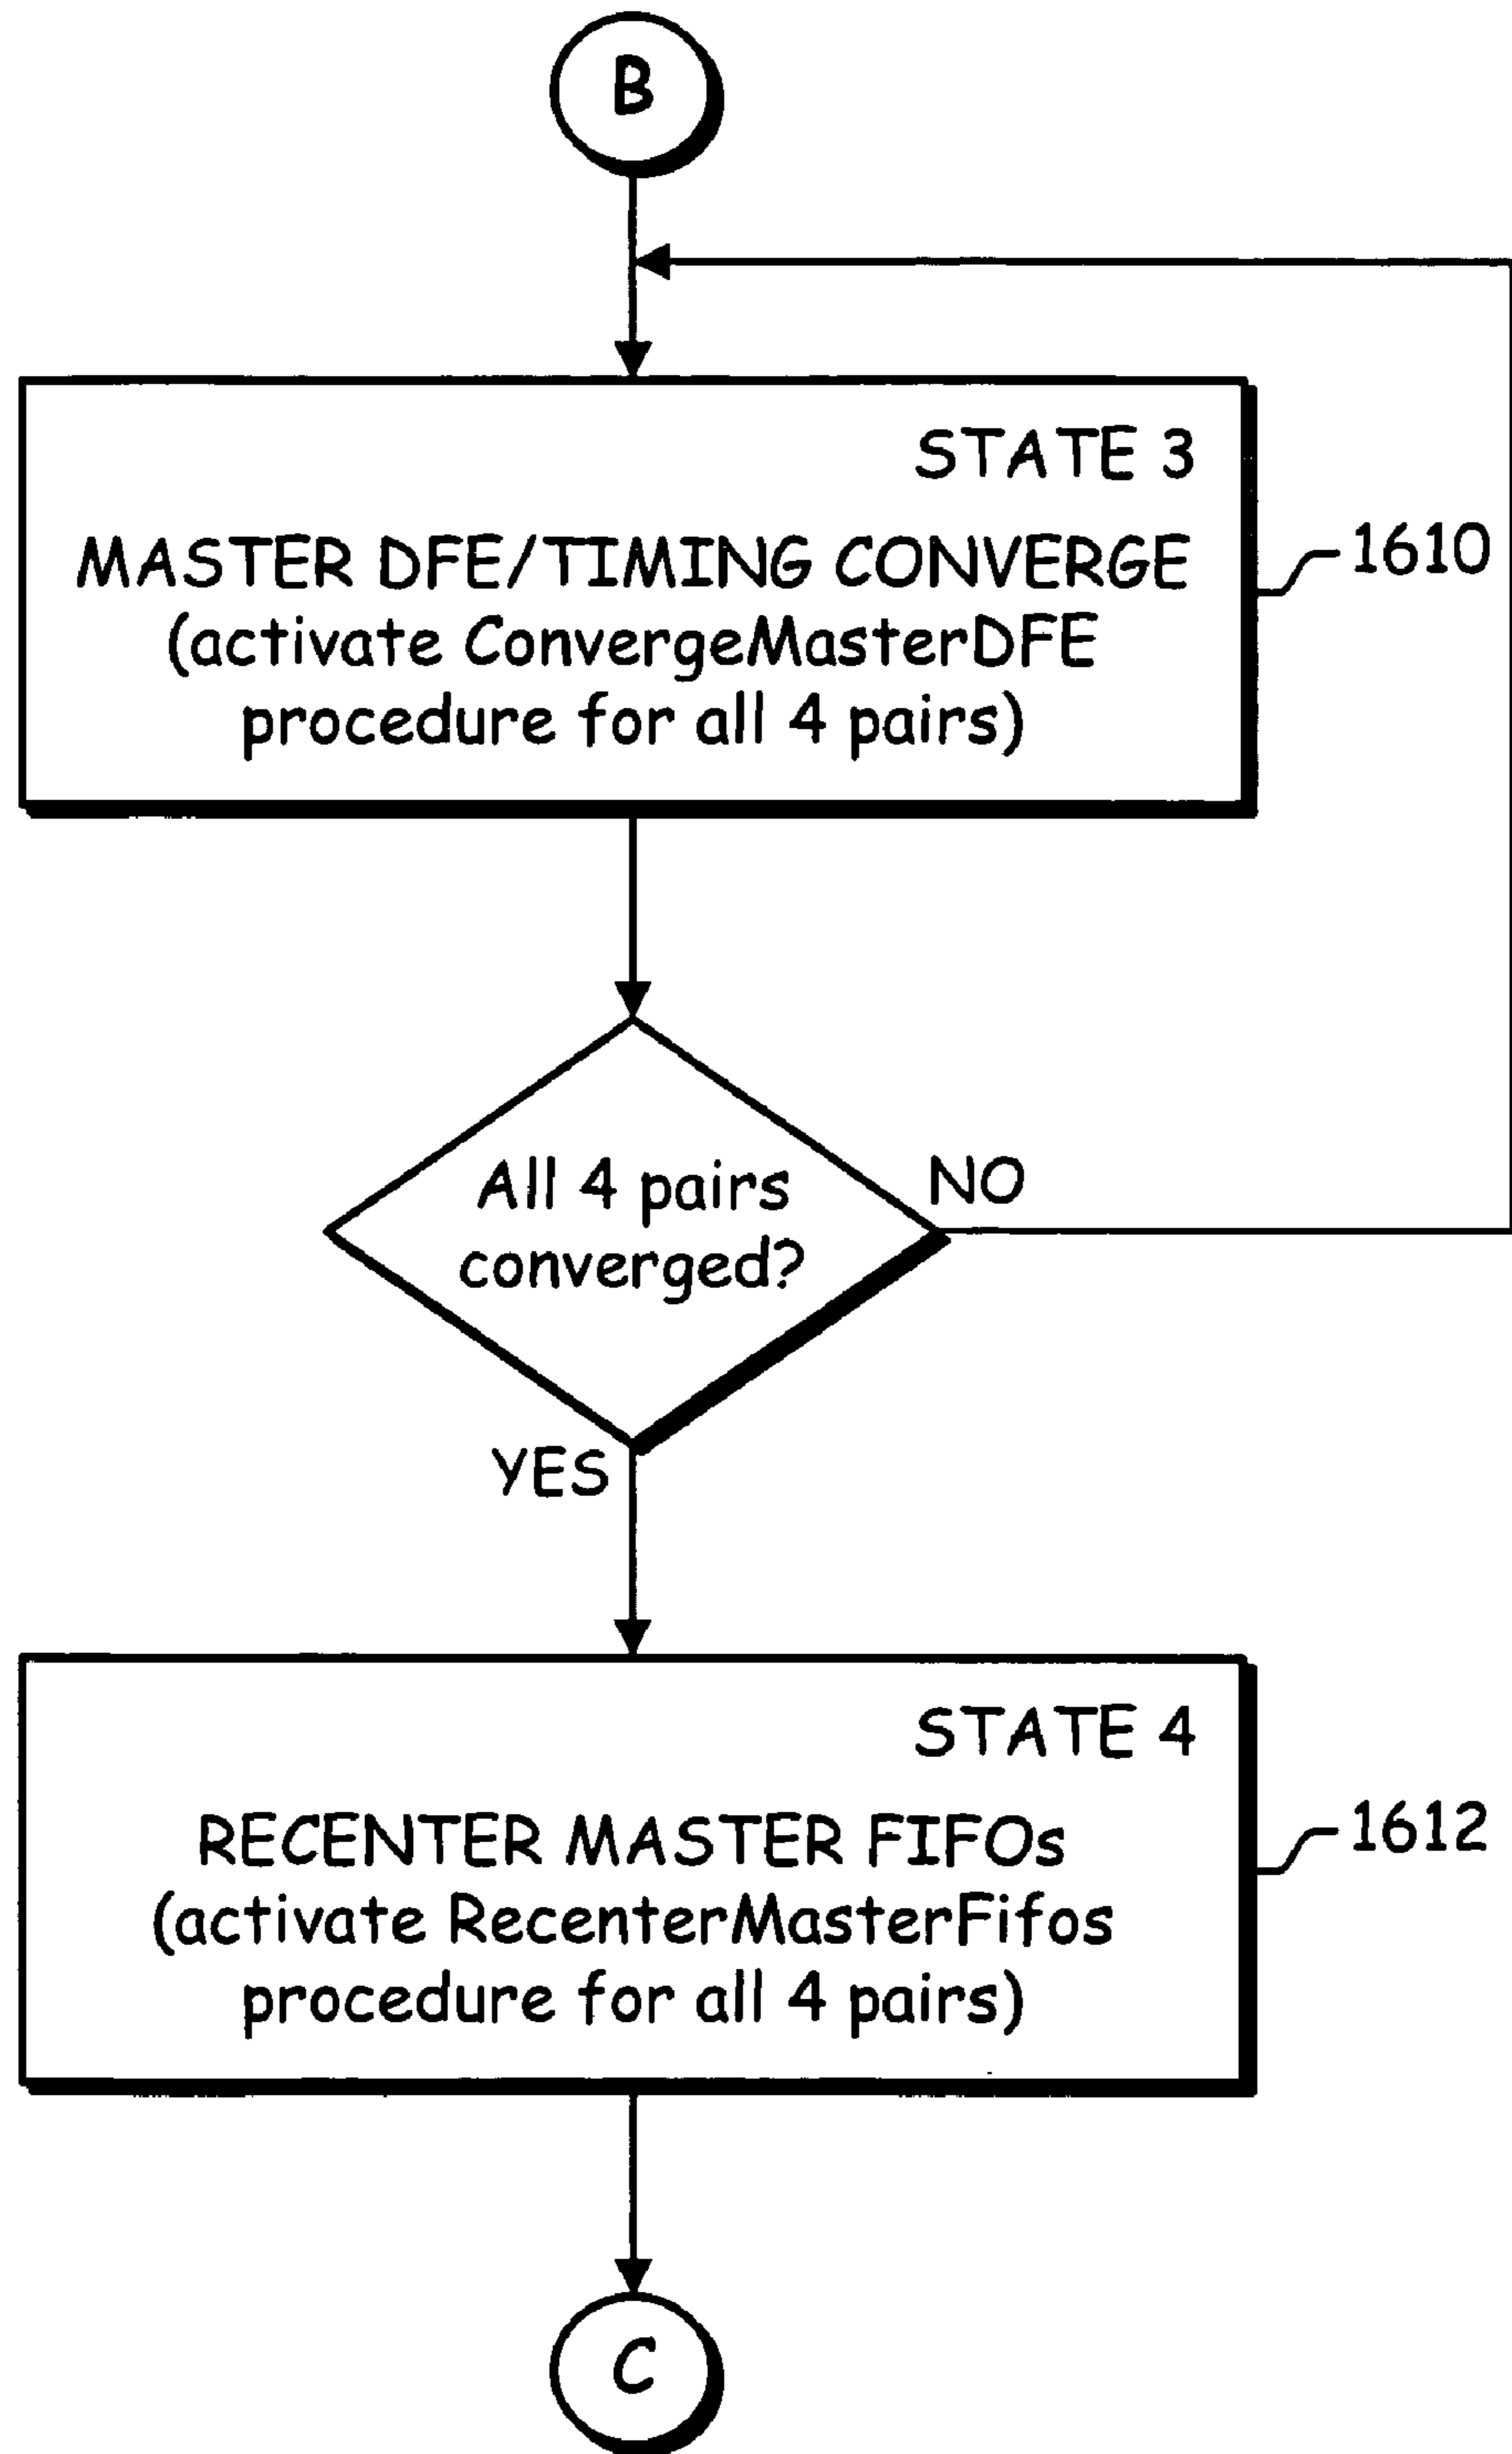 B
STATE 3
MASTER DFE/TIMING CONVERGE
(activate ConvergeMasterDFE
procedure for all 4 pairs)
1610
All 4 pairs
converged?
NO
YES
STATE 4
RECENTER MASTER FIFOs
(activate RecenterMasterFifos
procedure for all 4 pairs)
1612
C